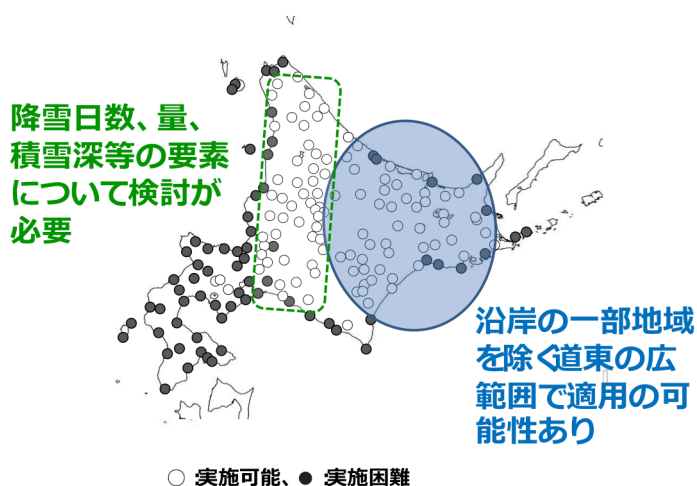 降雪日数、量、
積雪深等の要素
について検討が
必要
沿岸の一部地域
を除く道東の広
範囲で適用の可
能性あり
○ :実施可能、● :実施困難